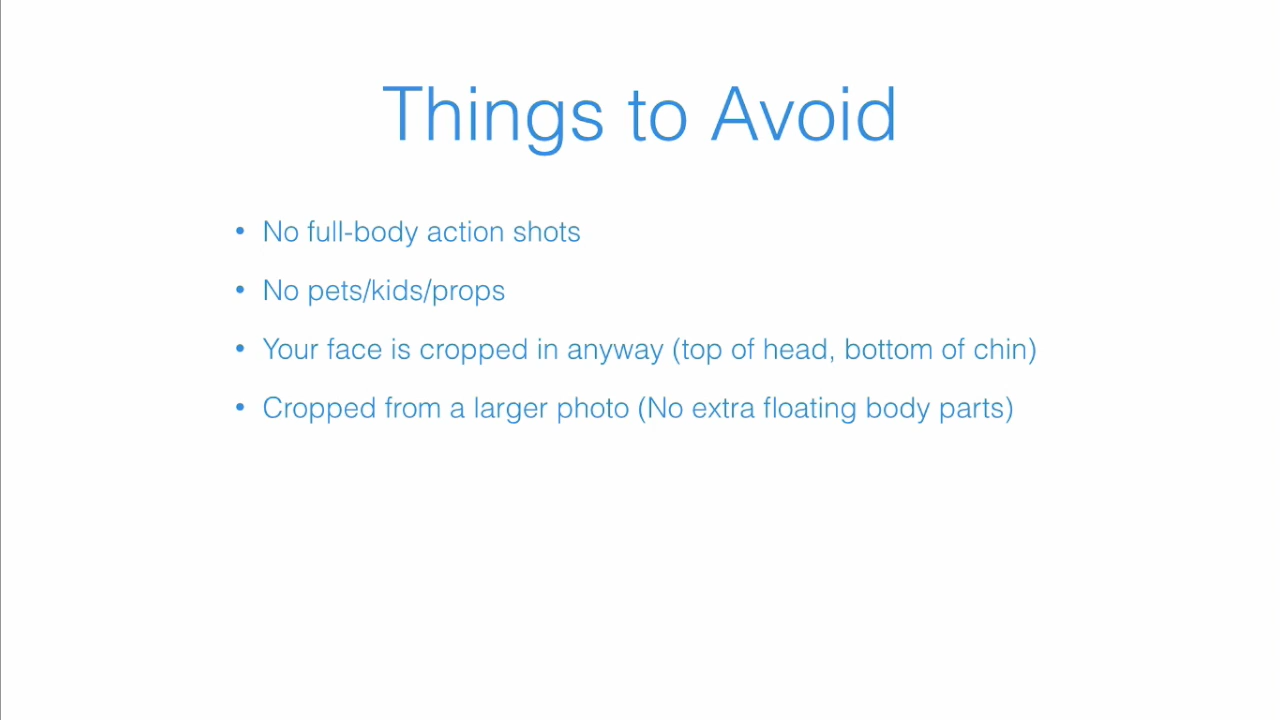 Things to Avoid
• No full-body action shots
• No pets/kids/props
• Your face is cropped in anyway (top of head, bottom of chin)
• Cropped from a larger photo (No extra floating body parts)